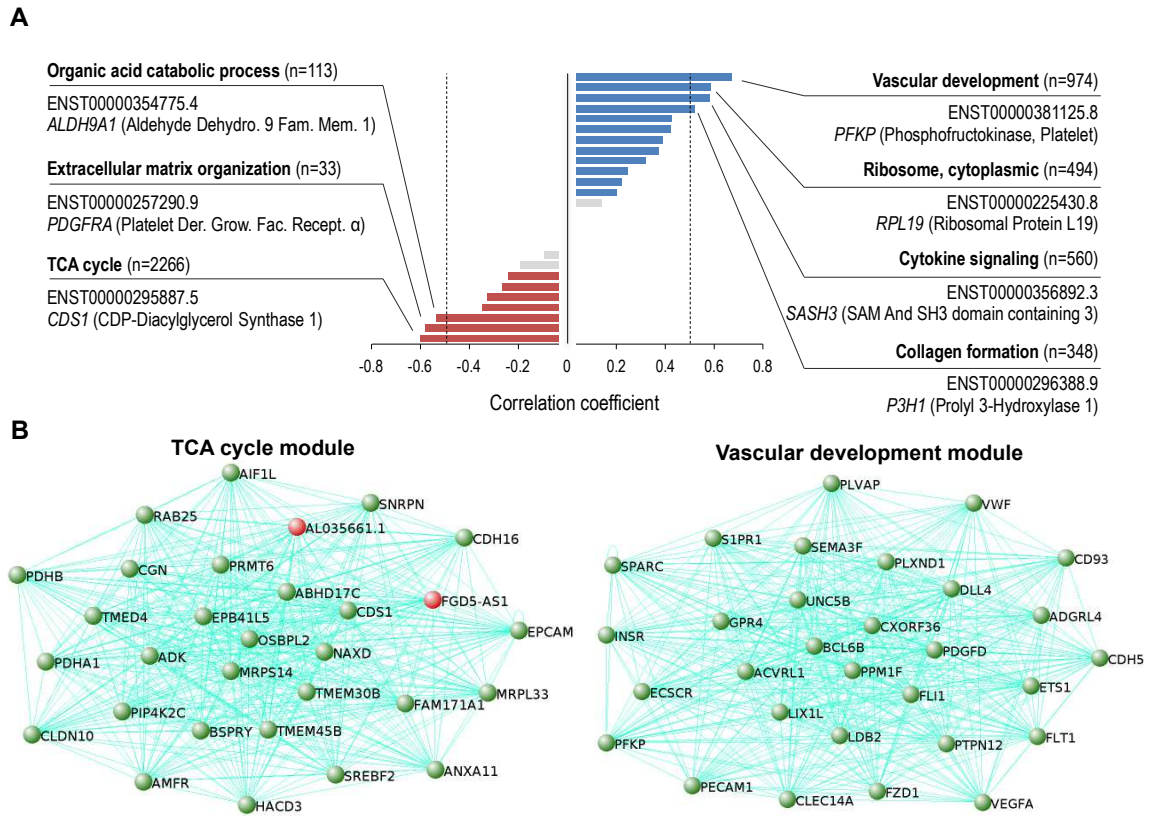 A
Organic acid catabolic process (n=113)
ENST00000354775.4
ALDH9A1 (Aldehyde Dehydro. 9 Fam. Mem. 1)
Extracellular matrix organization (n=33)
ENST00000257290.9
PDGFRA (Platelet Der. Grow. Fac. Recept. α)
TCA cycle (n=2266)
ENST00000295887.5
CDS1 (CDP-Diacylglycerol Synthase 1)
Vascular development (n=974)
ENST00000381125.8
PFKP (Phosphofructokinase, Platelet)
Ribosome, cytoplasmic (n=494)
ENST00000225430.8
RPL19 (Ribosomal Protein L19)
Cytokine signaling (n=560)
ENST00000356892.3
SASH3 (SAM And SH3 domain containing 3)
Collagen formation (n=348)
ENST00000296388.9
P3H1 (Prolyl 3-Hydroxylase 1)
-0.8 -0.6 -0.4 -0.2 0 0.2 0.4 0.6 0.8
Correlation coefficient
B
TCA cycle module
AIF1L
SNRPN
RAB25
AL035661.1
CDH16
PDHB
CGN
PRMT6
ABHD17C
FGD5-AS1
CDS1
TMED4
EPB41L5
EPCAM
OSBPL2
NAXD
PDHA1
ADK
MRPS14
TMEM30B
MRPL33
FAM171A1
PIP4K2C
BSPRY
TMEM45B
CLDN10
ANXA11
SREBF2
AMFR
HACD3
Vascular development module
PLVAP
VWF
S1PR1
SEMA3F
CD93
SPARC
PLXND1
DLL4
UNC5B
ADGRL4
GPR4
CXORF36
INSR
BCL6B
PDGFD
CDH5
ACVRL1
PPM1F
ETS1
ECSCR
FLI1
LIX1L
LDB2
FLT1
PFKP
PTPN12
PECAM1
FZD1
CLEC14A
VEGFA